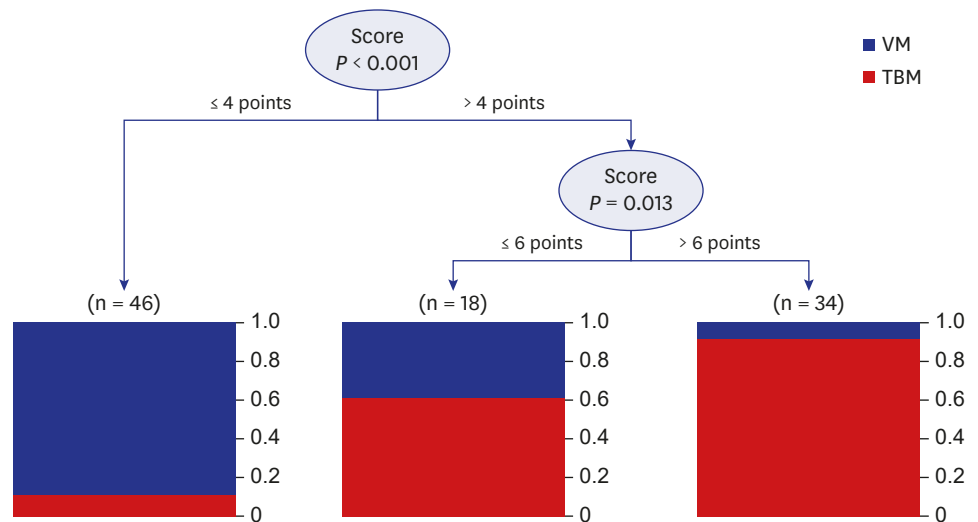 Score
P < 0.001
VM
TBM
≤ 4 points
> 4 points
Score
P = 0.013
≤ 6 points
> 6 points
(n = 46)
(n = 18)
(n = 34)
1.0
0.8
0.6
0.4
0.2
0
1.0
0.8
0.6
0.4
0.2
0
1.0
0.8
0.6
0.4
0.2
0